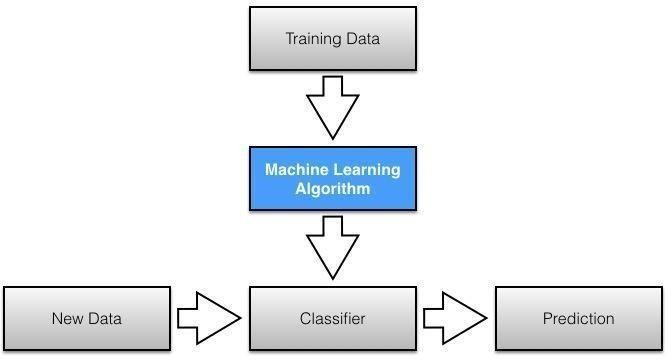 Training Data
Machine Learning
Algorithm
New Data
Classifier
Prediction